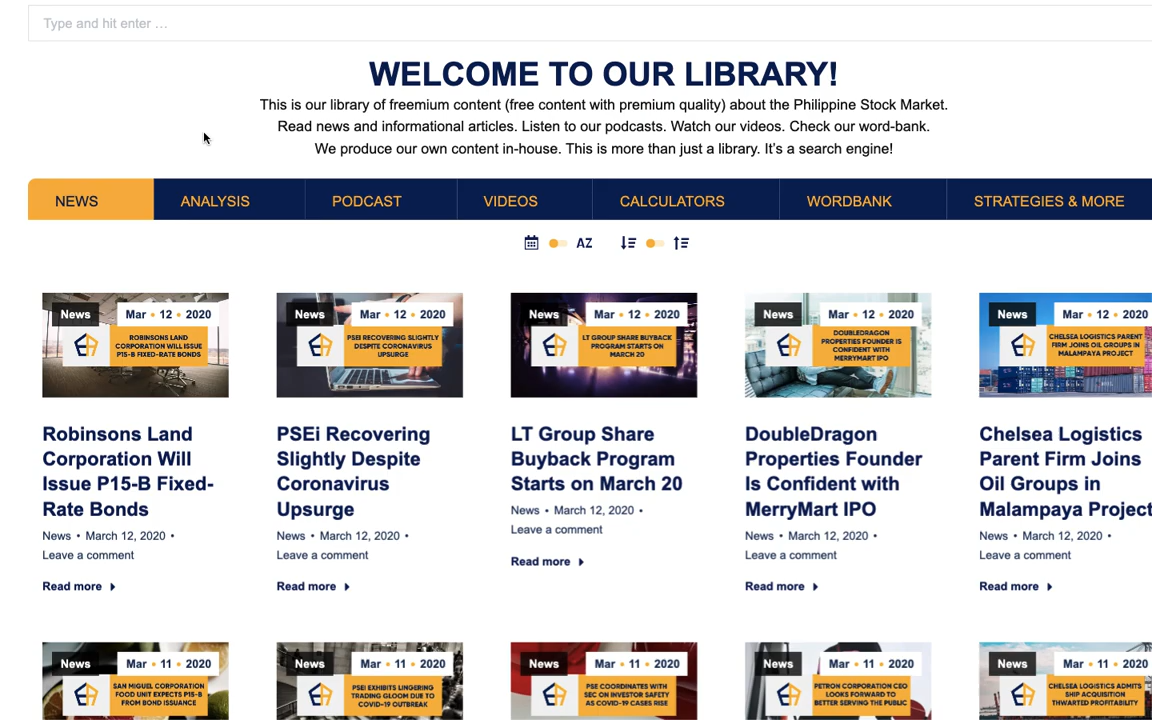 Type and hit enter …
WELCOME TO OUR LIBRARY!
This is our library of freemium content (free content with premium quality) about the Philippine Stock Market.
Read news and informational articles. Listen to our podcasts. Watch our videos. Check our word-bank.
We produce our own content in-house. This is more than just a library. It's a search engine!
NEWS
ANALYSIS
PODCAST
VIDEOS
CALCULATORS
WORDBANK
STRATEGIES & MORE
AZ
News
Mar • 12 • 2020
ROBINSONS LAND
CORPORATION WILL ISSUE
P15-B FIXED-RATE BONDS
Robinsons Land
Corporation Will
Issue P15-B Fixed-
Rate Bonds
News • March 12, 2020 •
Leave a comment
Read more
News
Mar • 12 • 2020
PSEI RECOVERING SLIGHTLY
DESPITE CORONAVIRUS
UPSURGE
PSEi Recovering
Slightly Despite
Coronavirus
Upsurge
News • March 12, 2020 •
Leave a comment
Read more
News
Mar • 12 • 2020
LT GROUP SHARE BUYBACK
PROGRAM STARTS ON
MARCH 20
LT Group Share
Buyback Program
Starts on March 20
News • March 12, 2020 •
Leave a comment
Read more
News
Mar • 12 • 2020
DOUBLEDRAGON
PROPERTIES FOUNDER IS
CONFIDENT WITH
MERRYMART IPO
DoubleDragon
Properties Founder
Is Confident with
MerryMart IPO
News • March 12, 2020 •
Leave a comment
Read more
News
Mar • 12 • 2020
CHELSEA LOGISTICS PARENT
FIRM JOINS OIL GROUPS IN
MALAMPAYA PROJECT
Chelsea Logistics
Parent Firm Joins
Oil Groups in
Malampaya Project
News • March 12, 2020 •
Leave a comment
Read more
News
Mar • 11 • 2020
SAN MIGUEL CORPORATION
FOOD UNIT EXPECTS P15-B
FROM BOND ISSUANCE
News
Mar • 11 • 2020
PSEI EXHIBITS LINGERING
TRADING GLOOM DUE TO
COVID-19 OUTBREAK
News
Mar • 11 • 2020
PSE COORDINATES WITH
SEC ON INVESTOR SAFETY
AS COVID-19 CASES RISE
News
Mar • 11 • 2020
PETRON CORPORATION CEO
LOOKS FORWARD TO
BETTER SERVING THE PUBLIC
News
Mar • 11 • 2020
CHELSEA LOGISTICS ADMITS
SHIP ACQUISITION
THWARTED PROFITABILITY